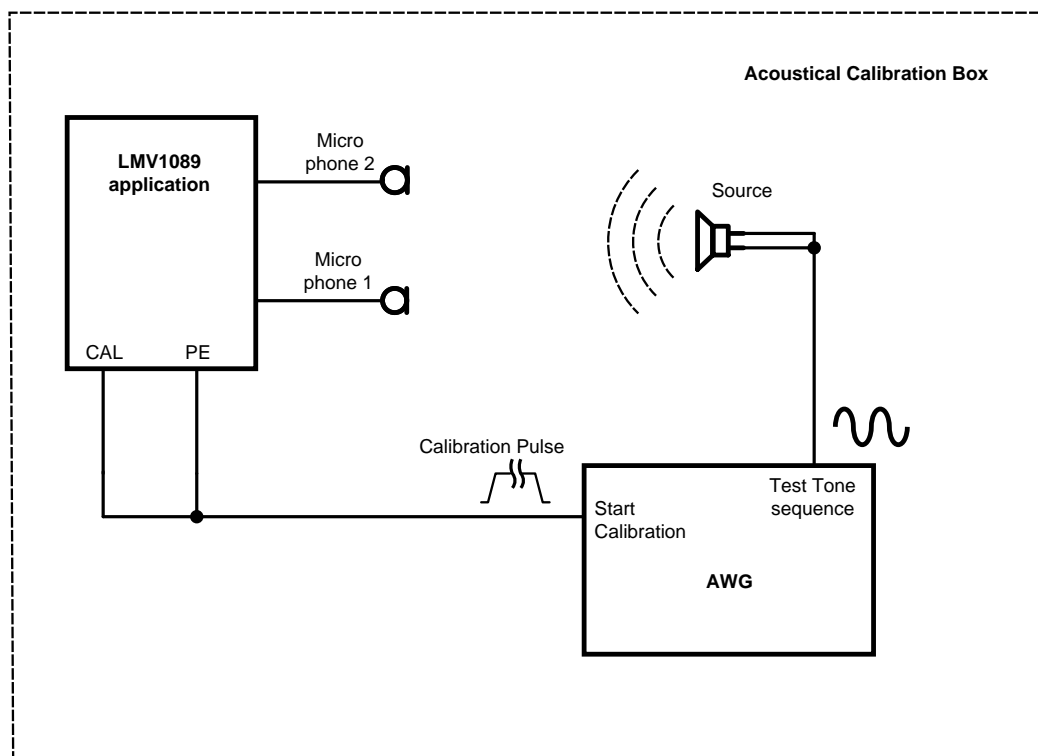 Acoustical Calibration Box
LMV1089
application
Micro
phone 2
Source
Micro
phone 1
CAL
PE
Calibration Pulse
Test Tone
sequence
Start
Calibration
AWG